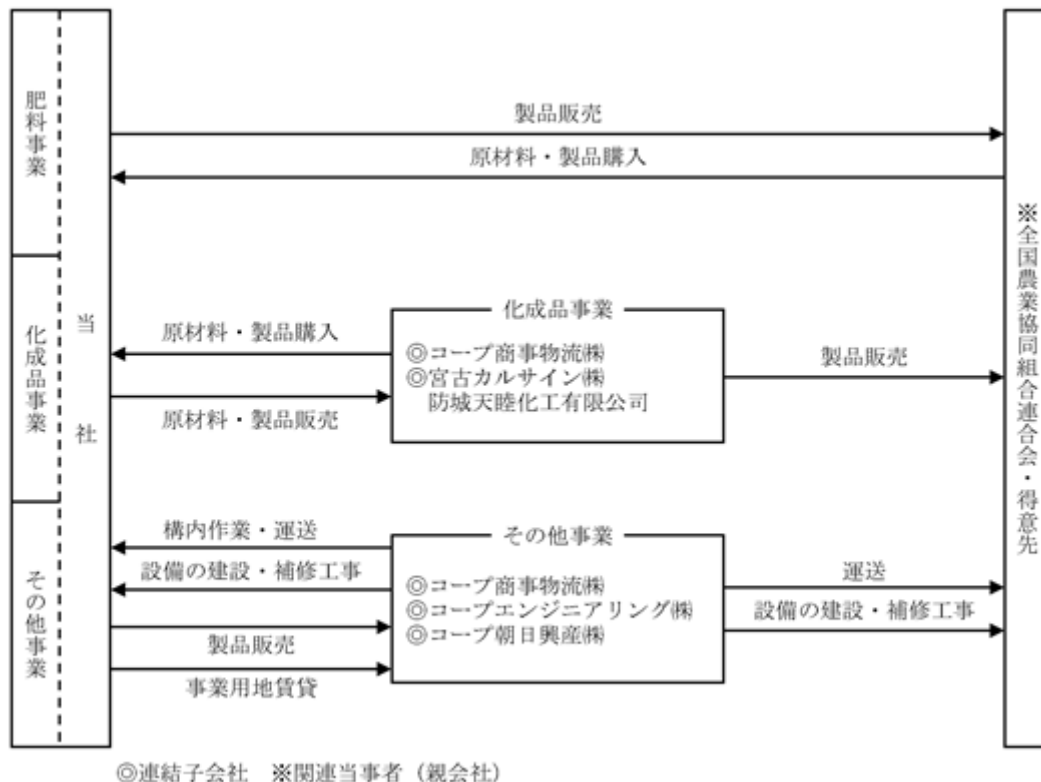 肥料事業
化成品事業
その他事業
当社
製品販売
原材料・製品購入
化成品事業
原材料・製品購入
原材料・製品販売
◎コープ商事物流㈱
◎宮古カルサイン㈱
防城天睦化工有限公司
製品販売
その他事業
構内作業・運送
設備の建設・補修工事
製品販売
事業用地賃貸
◎コープ商事物流㈱
◎コープエンジニアリング㈱
◎コープ朝日興産㈱
運送
設備の建設・補修工事
※全国農業協同組合連合会・得意先
◎連結子会社　※関連当事者（親会社）